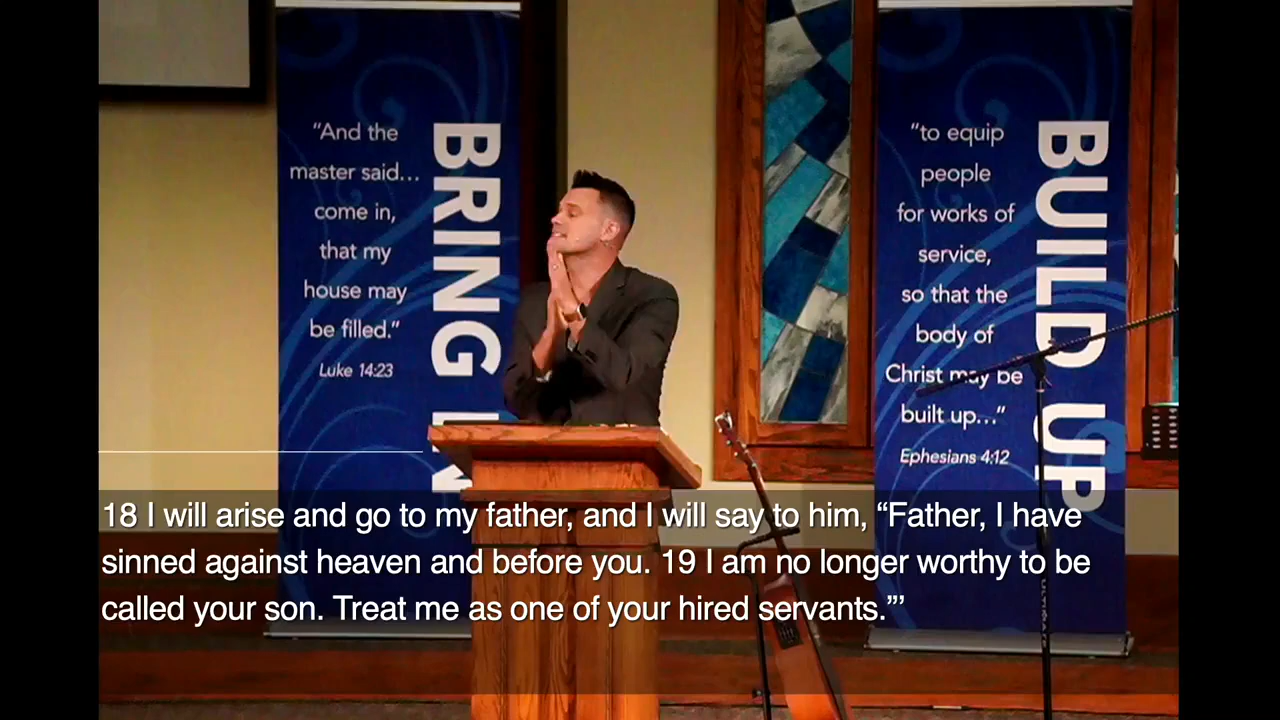 “And the
master said...
come in,
that my
house may
be filled.”
Luke 14:23
BRING IN
“to equip
people
for works of
service,
so that the
body of
Christ may be
built up...”
Ephesians 4:12
BUILD UP
18 I will arise and go to my father, and I will say to him, “Father, I have
sinned against heaven and before you. 19 I am no longer worthy to be
called your son. Treat me as one of your hired servants.”’